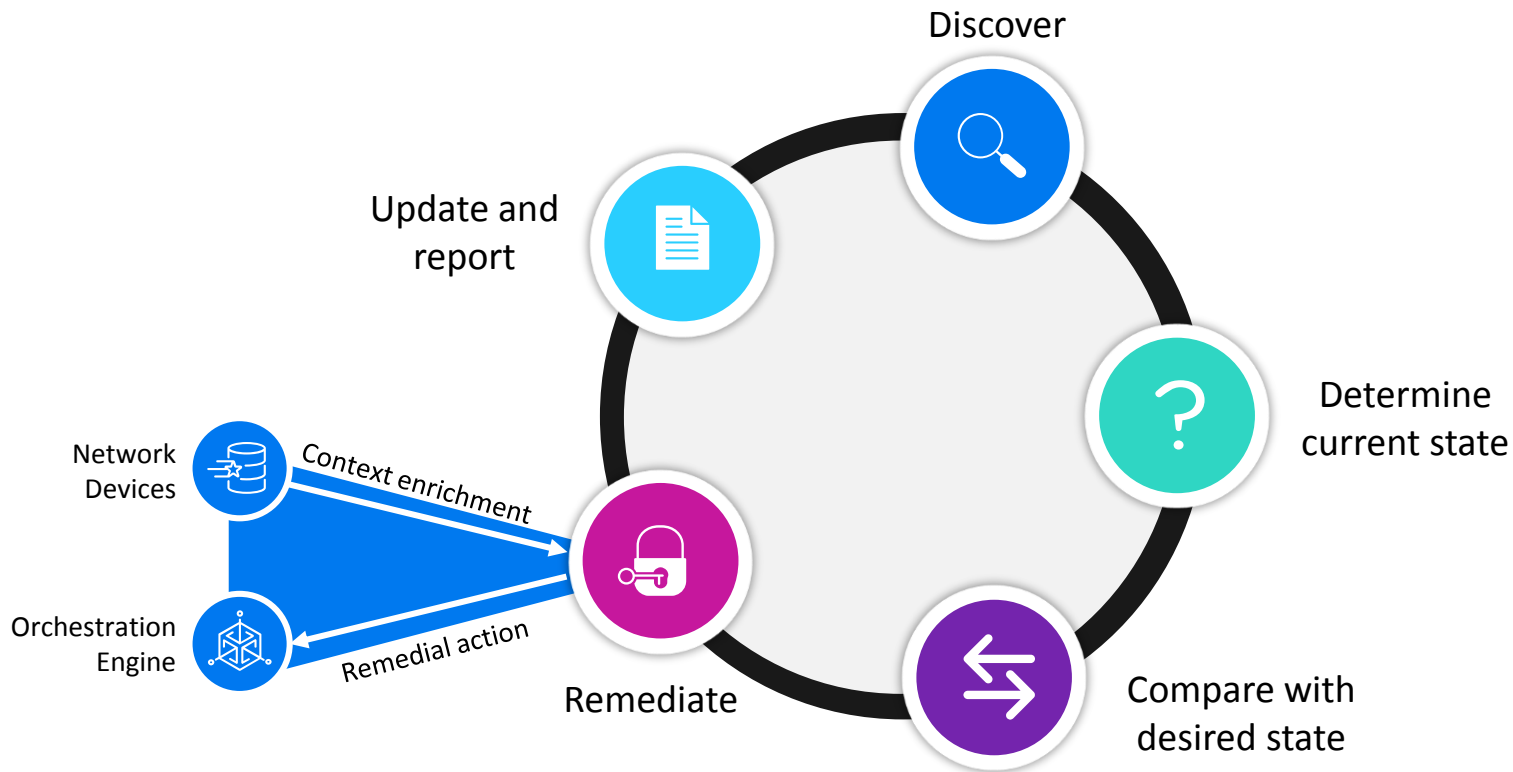 Discover
Update and
report
Determine
current state
Network
Devices
Context enrichment
Orchestration
Engine
Remedial action
Remediate
Compare with
desired state